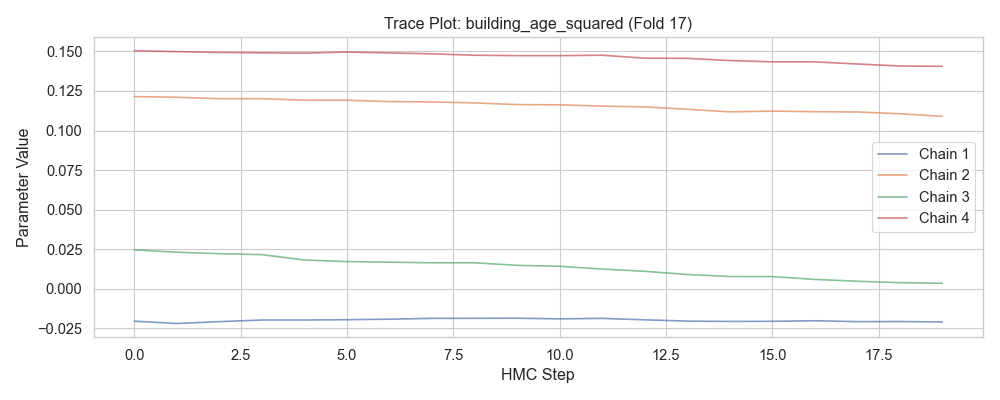 Trace Plot: building_age_squared (Fold 17)
Parameter Value
0.150
0.125
0.100
0.075
0.050
0.025
0.000
−0.025
Chain 1
Chain 2
Chain 3
Chain 4
0.0 2.5 5.0 7.5 10.0 12.5 15.0 17.5
HMC Step